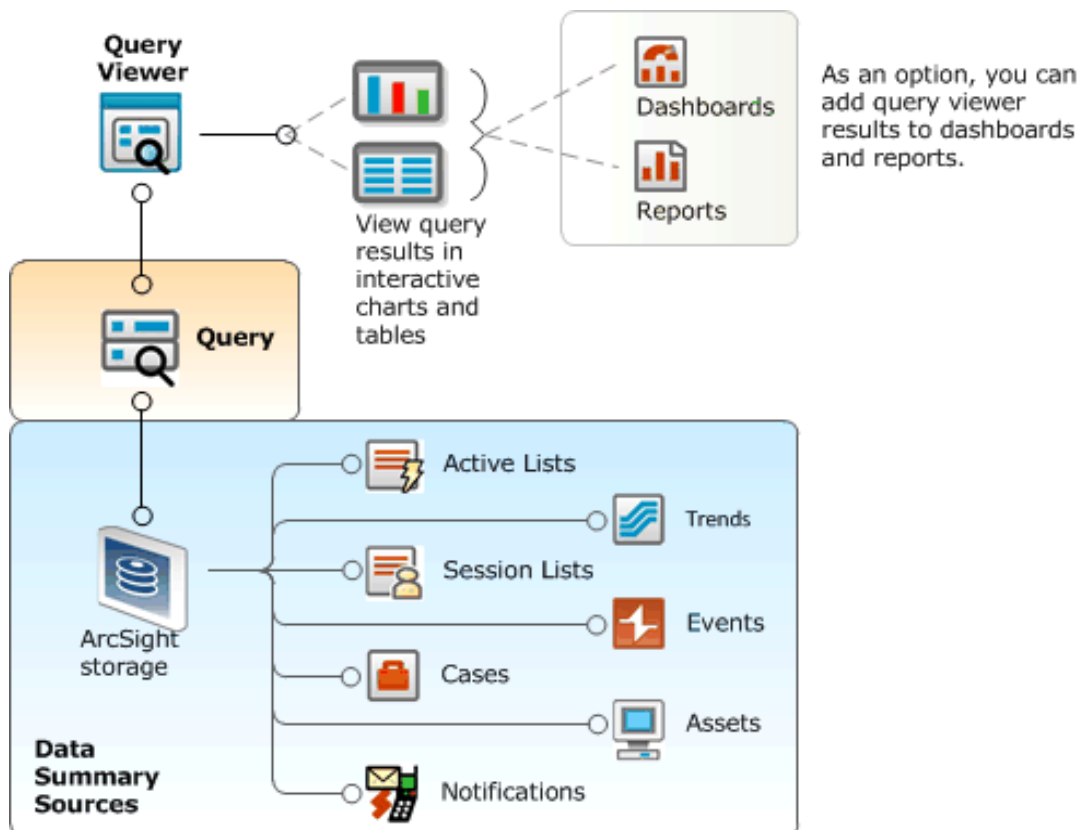 Query
Viewer
View query
results in
interactive
charts and
tables
Dashboards
Reports
As an option, you can
add query viewer
results to dashboards
and reports.
Query
ArcSight
storage
Active Lists
Trends
Session Lists
Events
Cases
Assets
Notifications
Data
Summary
Sources